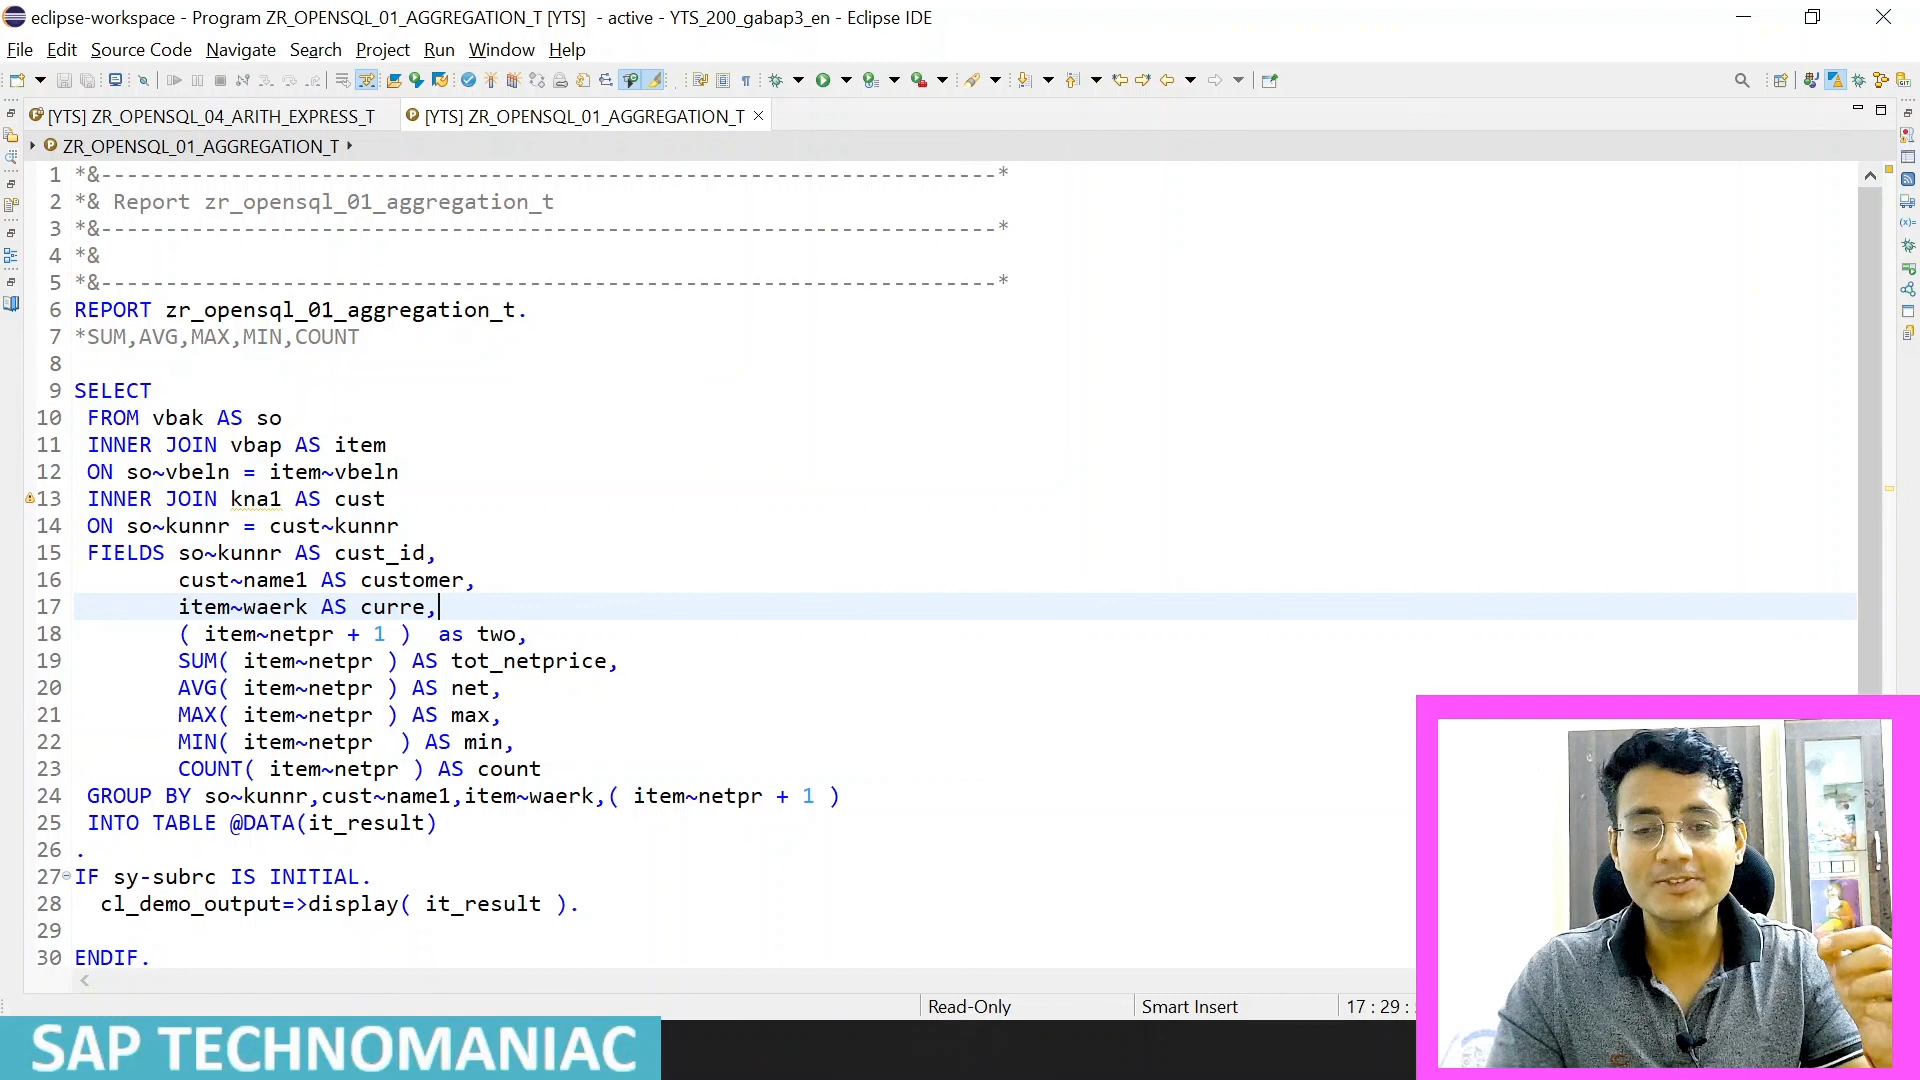 eclipse-workspace - Program ZR_OPENSQL_01_AGGREGATION_T [YTS]  - active - YTS_200_gabap3_en - Eclipse IDE
File Edit Source Code Navigate Search Project Run Window Help
[YTS] ZR_OPENSQL_04_ARITH_EXPRESS_T [YTS] ZR_OPENSQL_01_AGGREGATION_T
ZR_OPENSQL_01_AGGREGATION_T
1 *&---------------------------------------------------------------------*
2 *& Report zr_opensql_01_aggregation_t
3 *&---------------------------------------------------------------------*
4 *&
5 *&---------------------------------------------------------------------*
6 REPORT zr_opensql_01_aggregation_t.
7 *SUM,AVG,MAX,MIN,COUNT
8
9 SELECT
10 FROM vbak AS so
11 INNER JOIN vbap AS item
12 ON so~vbeln = item~vbeln
13 INNER JOIN kna1 AS cust
14 ON so~kunnr = cust~kunnr
15 FIELDS so~kunnr AS cust_id,
16 cust~name1 AS customer,
17 item~waerk AS curre,
18 ( item~netpr + 1 )  as two,
19 SUM( item~netpr ) AS tot_netprice,
20 AVG( item~netpr ) AS net,
21 MAX( item~netpr ) AS max,
22 MIN( item~netpr  ) AS min,
23 COUNT( item~netpr ) AS count
24 GROUP BY so~kunnr,cust~name1,item~waerk,( item~netpr + 1 )
25 INTO TABLE @DATA(it_result)
26 .
27 IF sy-subrc IS INITIAL.
28 cl_demo_output=>display( it_result ).
29
30 ENDIF.
Read-Only Smart Insert 17 : 29 :
SAP TECHNOMANIAC